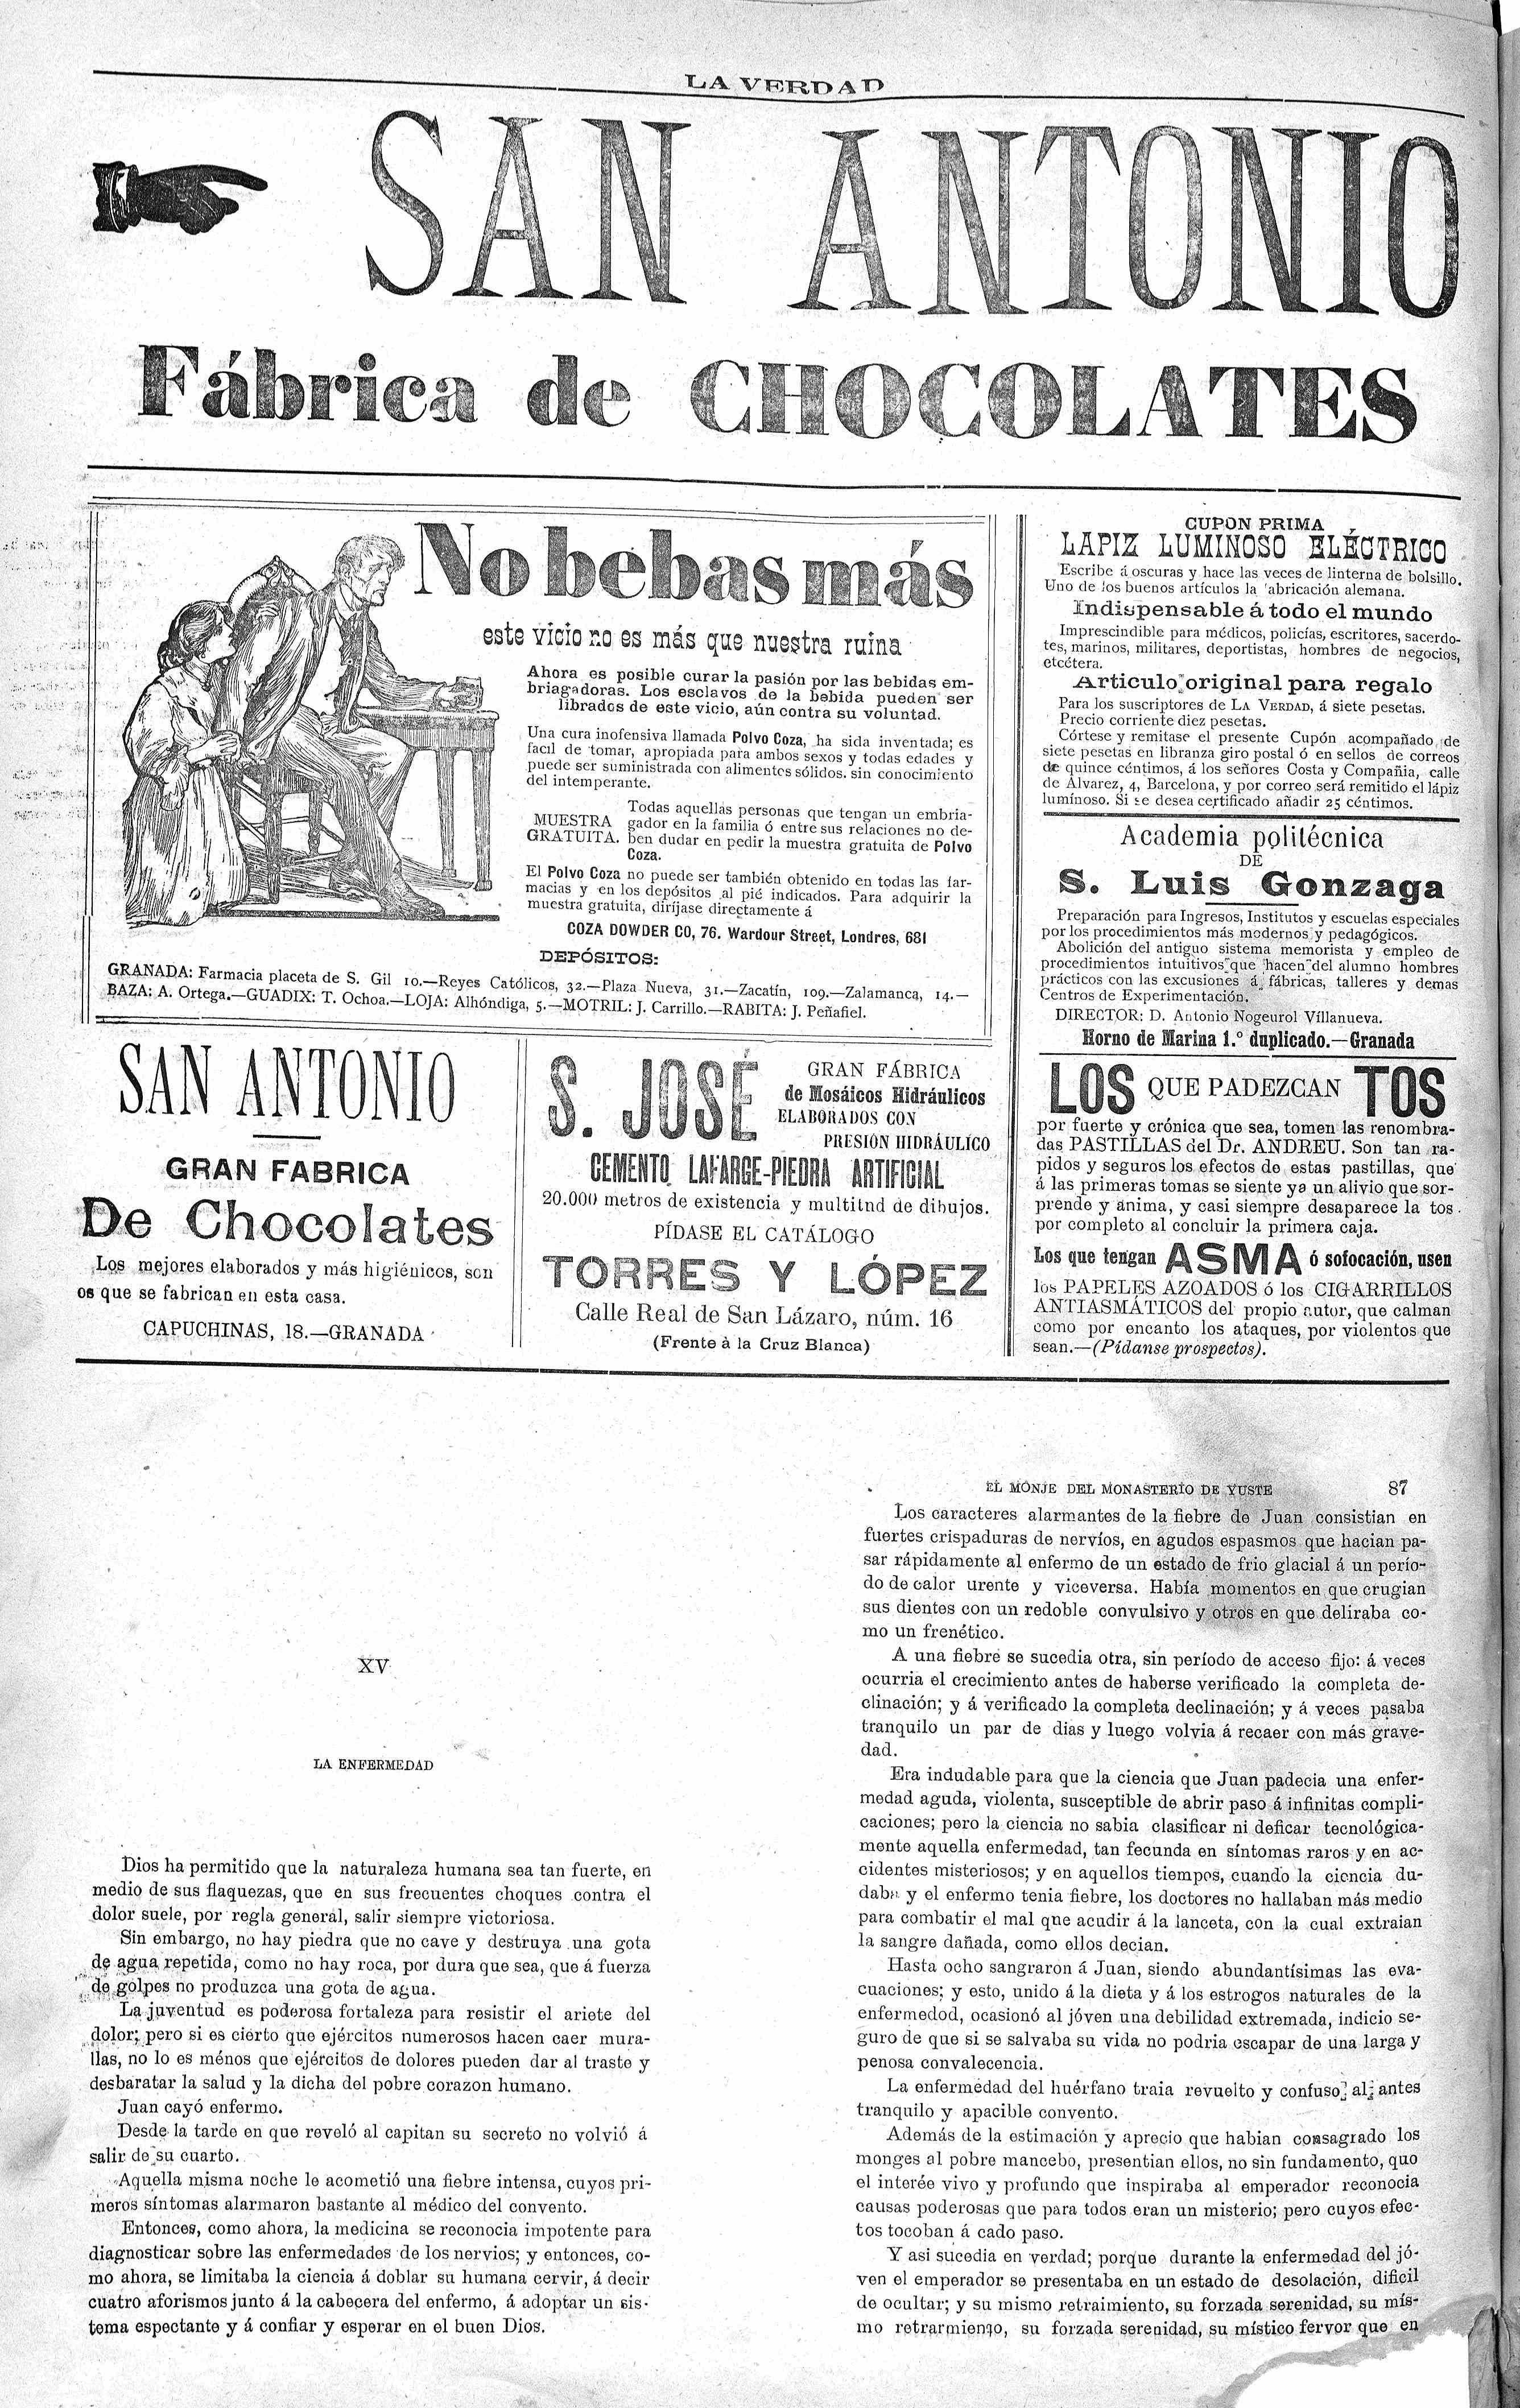 LA VERDAD
SAN ANTONIO
Fábrica de CHOCOLATES
No bebas más
este vicio no es más que nuestra ruina
Ahora es posible curar la pasión por las bebidas em-
briagadoras. Los esclavos de la bebida pueden ser
librados de este vicio, aún contra su voluntad.
Una cura inofensiva llamada Polvo Coza, ha sida inventada; es
facil de tomar, apropiada para ambos sexos y todas edades y
puede ser suministrada con alimentos sólidos. sin conocimiento
del intemperante.
MUESTRA
GRATUITA.
Todas aquellas personas que tengan un embria-
gador en la familia ó entre sus relaciones no de-
ben dudar en pedir la muestra gratuita de Polvo
Coza.
El Polvo Coza no puede ser también obtenido en todas las far-
macias y en los depósitos al pié indicados. Para adquirir la
muestra gratuita, diríjase directamente á
COZA DOWDER CO, 76. Wardour Street, Londres, 681
DEPÓSITOS:
GRANADA: Farmacia placeta de S. Gil 10.—Reyes Católicos, 32.—Plaza Nueva, 31.—Zacatín, 109.—Zalamanca, 14.—
BAZA: A. Ortega.—GUADIX: T. Ochoa.—LOJA: Alhóndiga, 5.—MOTRIL: J. Carrillo.—RABITA: J. Peñafiel.
SAN ANTONIO
GRAN FABRICA
De Chocolates
Los mejores elaborados y más higiénicos, son
os que se fabrican en esta casa.
CAPUCHINAS, 18.—GRANADA
S. JOSÉ
GRAN FÁBRICA
de Mosáicos Hidráulicos
ELABORADOS CON
PRESIÓN HIDRÁULICO
CEMENTO LAFARGE-PIEDRA ARTIFICIAL
20.000 metros de existencia y multitnd de dibujos.
PÍDASE EL CATÁLOGO
TORRES Y LÓPEZ
Calle Real de San Lázaro, núm. 16
(Frente à la Cruz Blanca)
CUPON PRIMA
LAPIZ LUMINOSO ELÉCTRICO
Escribe á oscuras y hace las veces de linterna de bolsillo.
Uno de los buenos artículos la abricación alemana.
Indispensable á todo el mundo
Imprescindible para médicos, policías, escritores, sacerdo-
tes, marinos, militares, deportistas, hombres de negocios,
etcétera.
Articulo original para regalo
Para los suscriptores de LA VERDAD, á siete pesetas.
Precio corriente diez pesetas.
Córtese y remitase el presente Cupón acompañado de
siete pesetas en libranza giro postal ó en sellos de correos
de quince céntimos, á los señores Costa y Compañia, calle
de Alvarez, 4, Barcelona, y por correo será remitido el lápiz
luminoso. Si se desea certificado añadir 25 céntimos.
Academia politécnica
DE
S. Luis Gonzaga
Preparación para Ingresos, Institutos y escuelas especiales
por los procedimientos más modernos y pedagógicos.
Abolición del antiguo sistema memorista y empleo de
procedimientos intuitivos que hacen del alumno hombres
prácticos con las excusiones á fábricas, talleres y demas
Centros de Experimentación.
DIRECTOR: D. Antonio Nogeurol Víllanueva.
Horno de Marina 1.º duplicado.—Granada
LOS QUE PADEZCAN TOS
por fuerte y crónica que sea, tomen las renombra-
das PASTILLAS del Dr. ANDREU. Son tan ra-
pidos y seguros los efectos de estas pastillas, que
á las primeras tomas se siente ya un alivio que sor-
prende y anima, y casi siempre desaparece la tos
por completo al concluir la primera caja.
Los que tengan ASMA ó sofocación, usen
los PAPELES AZOADOS ó los CIGARRILLOS
ANTIASMÁTICOS del propio autor, que calman
como por encanto los ataques, por violentos que
sean.—(Pídanse prospectos).
XV
LA ENFERMEDAD
Dios ha permitido que la naturaleza humana sea tan fuerte, en
medio de sus flaquezas, que en sus frecuentes choques contra el
dolor suele, por regla general, salir siempre victoriosa.
Sin embargo, no hay piedra que no cave y destruya una gota
de agua repetida, como no hay roca, por dura que sea, que á fuerza
de golpes no produzca una gota de agua.
La juventud es poderosa fortaleza para resistir el ariete del
dolor; pero si es cierto que ejércitos numerosos hacen caer mura-
llas, no lo es ménos que ejércitos de dolores pueden dar al traste y
desbaratar la salud y la dicha del pobre corazon humano.
Juan cayó enfermo.
Desde la tarde en que reveló al capitan su secreto no volvió á
salir de su cuarto.
Aquella misma noche le acometió una fiebre intensa, cuyos pri-
meros síntomas alarmaron bastante al médico del convento.
Entonces, como ahora, la medicina se reconocia impotente para
diagnosticar sobre las enfermedades de los nervios; y entonces, co-
mo ahora, se limitaba la ciencia á doblar su humana cervir, á decir
cuatro aforismos junto á la cabecera del enfermo, á adoptar un sis-
tema espectante y á confiar y esperar en el buen Dios.
EL MONJE DEL MONASTERIO DE YUSTE 87
Los caracteres alarmantes de la fiebre de Juan consistian en
fuertes crispaduras de nervíos, en agudos espasmos que hacian pa-
sar rápidamente al enfermo de un estado de frio glacial á un perío-
do de calor urente y viceversa. Había momentos en que crugian
sus dientes con un redoble convulsivo y otros en que deliraba co-
mo un frenético.
A una fiebre se sucedia otra, sin período de acceso fijo: á veces
ocurria el crecimiento antes de haberse verificado la completa de-
clinación; y á verificado la completa declinación; y á veces pasaba
tranquilo un par de dias y luego volvia á recaer con más grave-
dad.
Era indudable para que la ciencia que Juan padecia una enfer-
medad aguda, violenta, susceptible de abrir paso á infinitas compli-
caciones; pero la ciencia no sabia clasificar ni deficar tecnológica-
mente aquella enfermedad, tan fecunda en síntomas raros y en ac-
cidentes misteriosos; y en aquellos tiempos, cuando la ciencia du-
daba y el enfermo tenia fiebre, los doctores no hallaban más medio
para combatir el mal que acudir á la lanceta, con la cual extraian
la sangre dañada, como ellos decian.
Hasta ocho sangraron á Juan, siendo abundantísimas las eva-
cuaciones; y esto, unido á la dieta y á los estrogos naturales de la
enfermedod, ocasionó al jóven una debilidad extremada, indicio se-
guro de que si se salvaba su vida no podria escapar de una larga y
penosa convalecencia.
La enfermedad del huérfano traia revuelto y confuso al antes
tranquilo y apacible convento.
Además de la estimación y aprecio que habian consagrado los
monges al pobre mancebo, presentian ellos, no sin fundamento, quo
el interée vivo y profundo que inspiraba al emperador reconocia
causas poderosas que para todos eran un misterio; pero cuyos efec-
tos tocoban á cado paso.
Y asi sucedia en verdad; porque durante la enfermedad del jó-
ven el emperador se presentaba en un estado de desolación, dificil
de ocultar; y su mismo retraimiento, su forzada serenidad, su mís-
mo retrarmiento, su forzada serenidad, su místico fervor que en